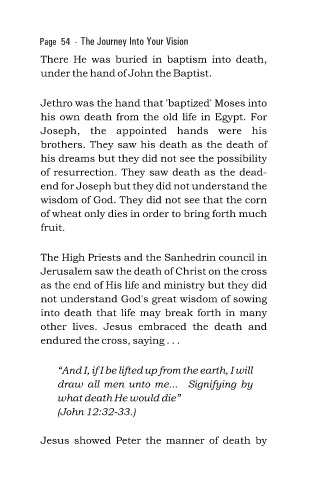 Page 54 - The Journey Into Your Vision
There He was buried in baptism into death,
under the hand of John the Baptist.
Jethro was the hand that 'baptized' Moses into
his own death from the old life in Egypt. For
Joseph, the appointed hands were his
brothers. They saw his death as the death of
his dreams but they did not see the possibility
of resurrection. They saw death as the dead-
end for Joseph but they did not understand the
wisdom of God. They did not see that the corn
of wheat only dies in order to bring forth much
fruit.
The High Priests and the Sanhedrin council in
Jerusalem saw the death of Christ on the cross
as the end of His life and ministry but they did
not understand God's great wisdom of sowing
into death that life may break forth in many
other lives. Jesus embraced the death and
endured the cross, saying . . .
“And I, if I be lifted up from the earth, I will
draw all men unto me... Signifying by
what death He would die”
(John 12:32-33.)
Jesus showed Peter the manner of death by